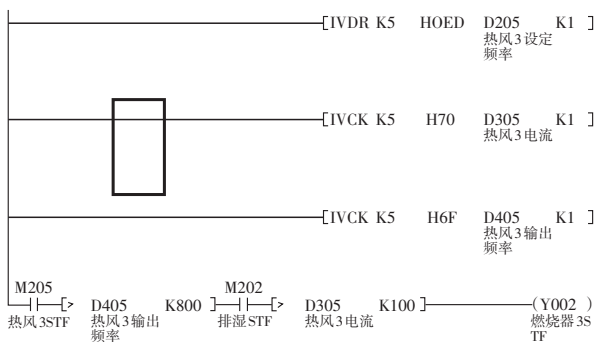 [IVDR K5 HOED D205 K1 ]
热风3设定
频率
[IVCK K5 H70 D305 K1 ]
热风3电流
[IVCK K5 H6F D405 K1 ]
热风3输出
频率
M205 M202
[> D405 K800 ] [> D305 K100 ] (Y002 )
热风3STF 热风3输出 排湿STF 热风3电流 燃烧器3S
频率 TF